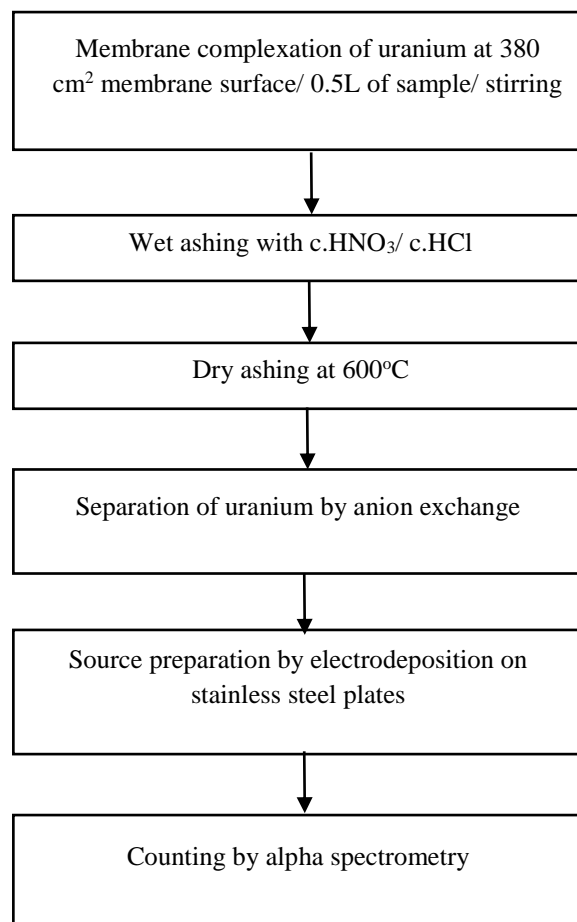 Membrane complexation of uranium at 380
cm² membrane surface/ 0.5L of sample/ stirring
Wet ashing with c.HNO₃/ c.HCl
Dry ashing at 600ᵒC
Separation of uranium by anion exchange
Source preparation by electrodeposition on
stainless steel plates
Counting by alpha spectrometry